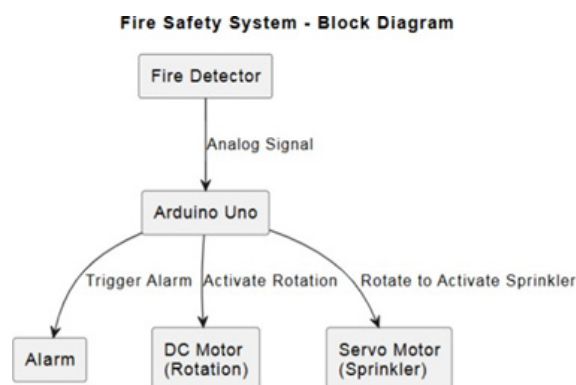 Fire Safety System - Block Diagram
Fire Detector
Analog Signal
Arduino Uno
Trigger Alarm
Activate Rotation
Rotate to Activate Sprinkler
Alarm
DC Motor
(Rotation)
Servo Motor
(Sprinkler)